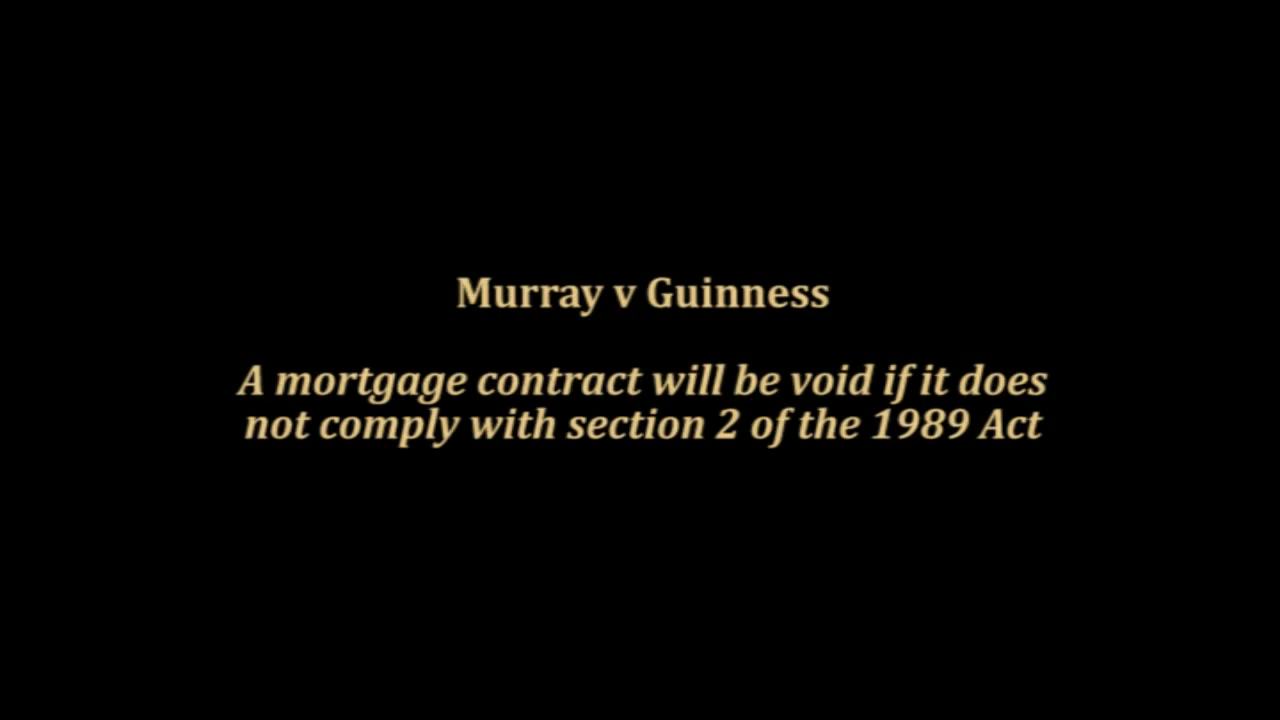 Murray v Guinness
A mortgage contract will be void if it does
not comply with section 2 of the 1989 Act